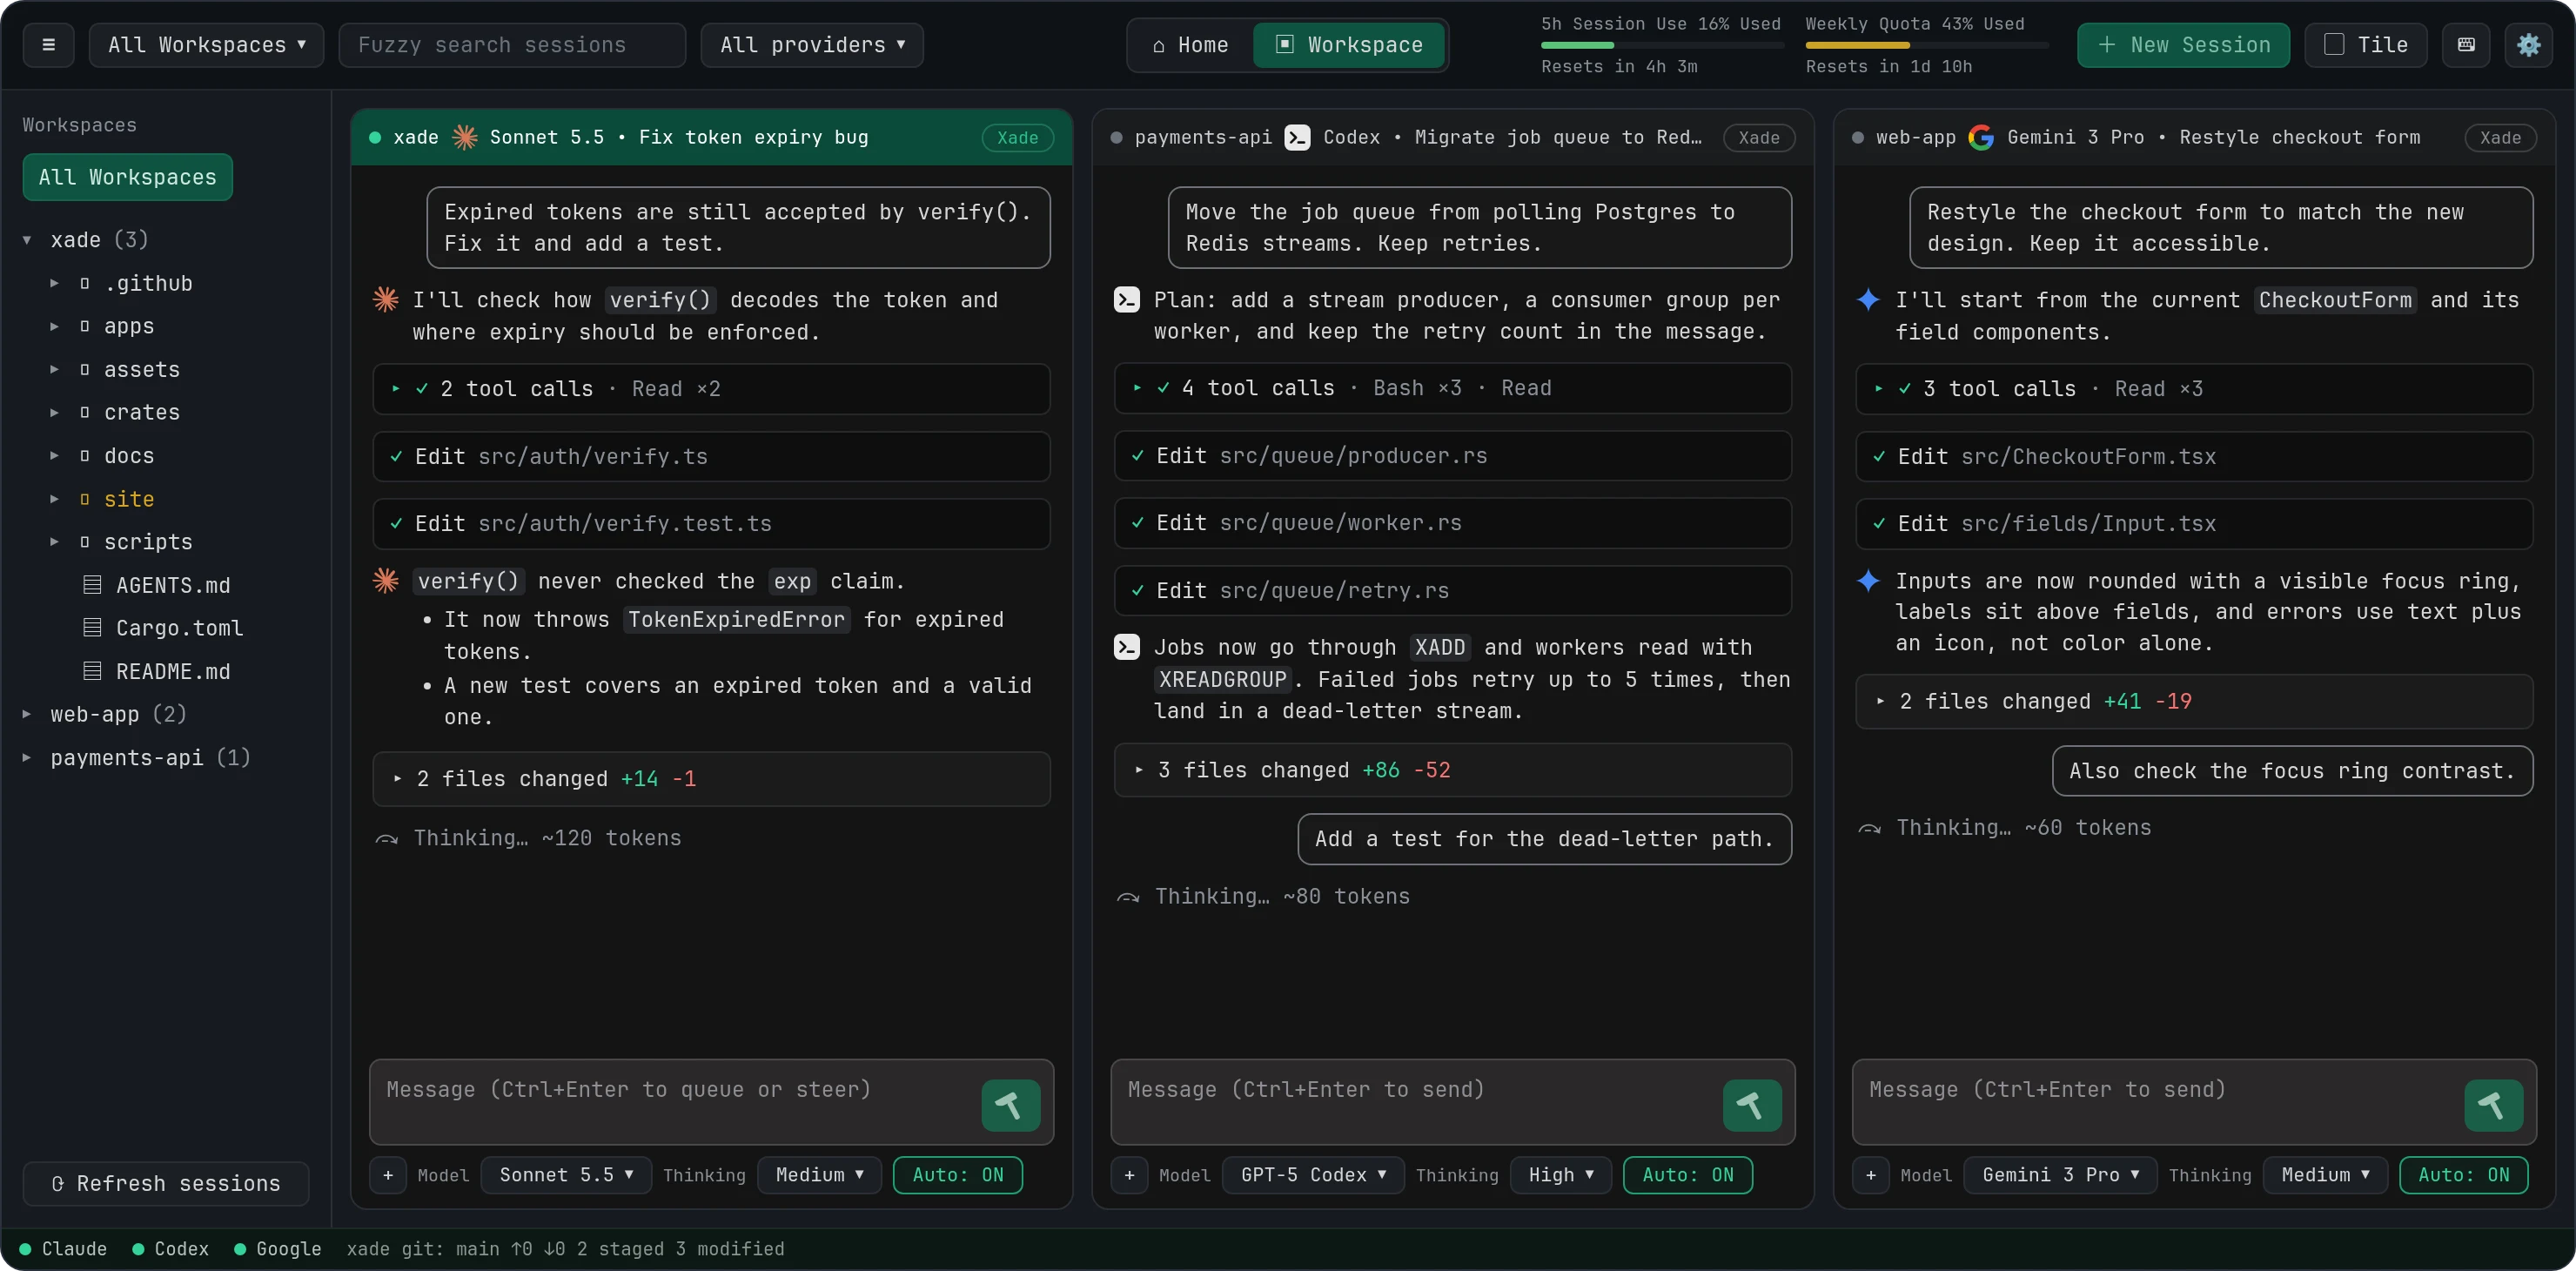 All Workspaces ▼
Fuzzy search sessions
All providers ▼
Home
Workspace
5h Session Use 16% Used
Resets in 4h 3m
Weekly Quota 43% Used
Resets in 1d 10h
+ New Session
Tile
Workspaces
All Workspaces
▼ xade (3)
▶ .github
▶ apps
▶ assets
▶ crates
▶ docs
▶ site
▶ scripts
AGENTS.md
Cargo.toml
README.md
▶ web-app (2)
▶ payments-api (1)
Refresh sessions
xade Sonnet 5.5 • Fix token expiry bug
Xade
Expired tokens are still accepted by verify().
Fix it and add a test.
I'll check how verify() decodes the token and
where expiry should be enforced.
▸ ✓ 2 tool calls · Read ×2
✓ Edit src/auth/verify.ts
✓ Edit src/auth/verify.test.ts
verify() never checked the exp claim.
• It now throws TokenExpiredError for expired
tokens.
• A new test covers an expired token and a valid
one.
▸ 2 files changed +14 -1
Thinking… ~120 tokens
Message (Ctrl+Enter to queue or steer)
+ Model Sonnet 5.5 ▼ Thinking Medium ▼ Auto: ON
payments-api Codex • Migrate job queue to Red…
Xade
Move the job queue from polling Postgres to
Redis streams. Keep retries.
Plan: add a stream producer, a consumer group per
worker, and keep the retry count in the message.
▸ ✓ 4 tool calls · Bash ×3 · Read
✓ Edit src/queue/producer.rs
✓ Edit src/queue/worker.rs
✓ Edit src/queue/retry.rs
Jobs now go through XADD and workers read with
XREADGROUP. Failed jobs retry up to 5 times, then
land in a dead-letter stream.
▸ 3 files changed +86 -52
Add a test for the dead-letter path.
Thinking… ~80 tokens
Message (Ctrl+Enter to send)
+ Model GPT-5 Codex ▼ Thinking High ▼ Auto: ON
web-app Gemini 3 Pro • Restyle checkout form
Xade
Restyle the checkout form to match the new
design. Keep it accessible.
I'll start from the current CheckoutForm and its
field components.
▸ ✓ 3 tool calls · Read ×3
✓ Edit src/CheckoutForm.tsx
✓ Edit src/fields/Input.tsx
Inputs are now rounded with a visible focus ring,
labels sit above fields, and errors use text plus
an icon, not color alone.
▸ 2 files changed +41 -19
Also check the focus ring contrast.
Thinking… ~60 tokens
Message (Ctrl+Enter to send)
+ Model Gemini 3 Pro ▼ Thinking Medium ▼ Auto: ON
Claude Codex Google xade git: main ↑0 ↓0 2 staged 3 modified